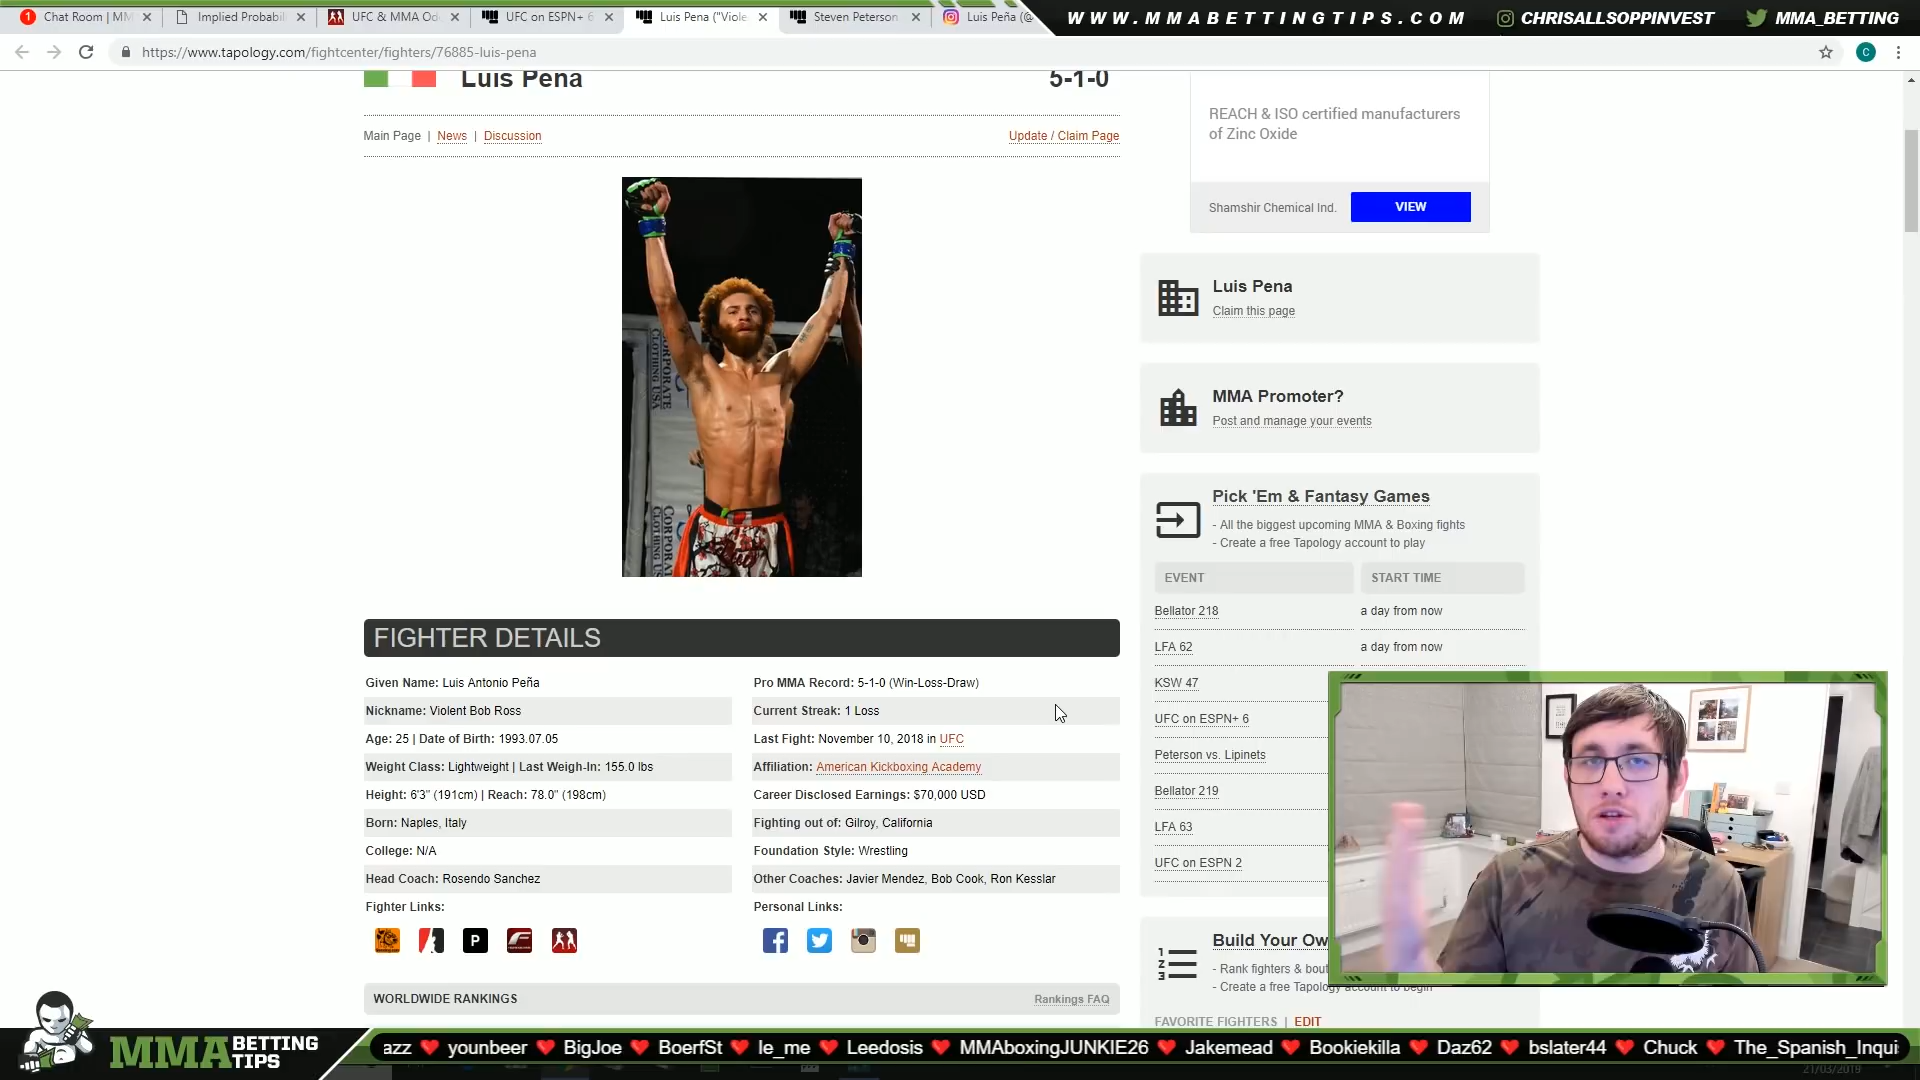 1 Chat Room | MM
Implied Probabil
UFC & MMA Od
UFC on ESPN+ 6
Luis Pena ("Viole
Steven Peterson
Luis Peña (@
WWW.MMABETTINGTIPS.COM
CHRISALLSOPPINVEST
MMA_BETTING
https://www.tapology.com/fightcenter/fighters/76885-luis-pena
C
Luis Pena
5-1-0
Main Page | News | Discussion
Update / Claim Page
CORPORATE
CLOTHING USA
FIGHTER DETAILS
Given Name: Luis Antonio Peña
Pro MMA Record: 5-1-0 (Win-Loss-Draw)
Nickname: Violent Bob Ross
Current Streak: 1 Loss
Age: 25 | Date of Birth: 1993.07.05
Last Fight: November 10, 2018 in UFC
Weight Class: Lightweight | Last Weigh-In: 155.0 lbs
Affiliation: American Kickboxing Academy
Height: 6'3" (191cm) | Reach: 78.0" (198cm)
Career Disclosed Earnings: $70,000 USD
Born: Naples, Italy
Fighting out of: Gilroy, California
College: N/A
Foundation Style: Wrestling
Head Coach: Rosendo Sanchez
Other Coaches: Javier Mendez, Bob Cook, Ron Kesslar
Fighter Links:
Personal Links:
P
WORLDWIDE RANKINGS
Rankings FAQ
REACH & ISO certified manufacturers
of Zinc Oxide
Shamshir Chemical Ind.
VIEW
Luis Pena
Claim this page
MMA Promoter?
Post and manage your events
Pick 'Em & Fantasy Games
- All the biggest upcoming MMA & Boxing fights
- Create a free Tapology account to play
EVENT
START TIME
Bellator 218
a day from now
LFA 62
a day from now
KSW 47
UFC on ESPN+ 6
Peterson vs. Lipinets
Bellator 219
LFA 63
UFC on ESPN 2
Build Your Ow
- Rank fighters & bout
- Create a free Tapology account to begin
FAVORITE FIGHTERS | EDIT
MMA BETTING
TIPS
azz ❤ younbeer ❤ BigJoe ❤ BoerfSt ❤ le_me ❤ Leedosis ❤ MMAboxingJUNKIE26 ❤ Jakemead ❤ Bookiekilla ❤ Daz62 ❤ bslater44 ❤ Chuck ❤ The_Spanish_Inqui
21/03/2019